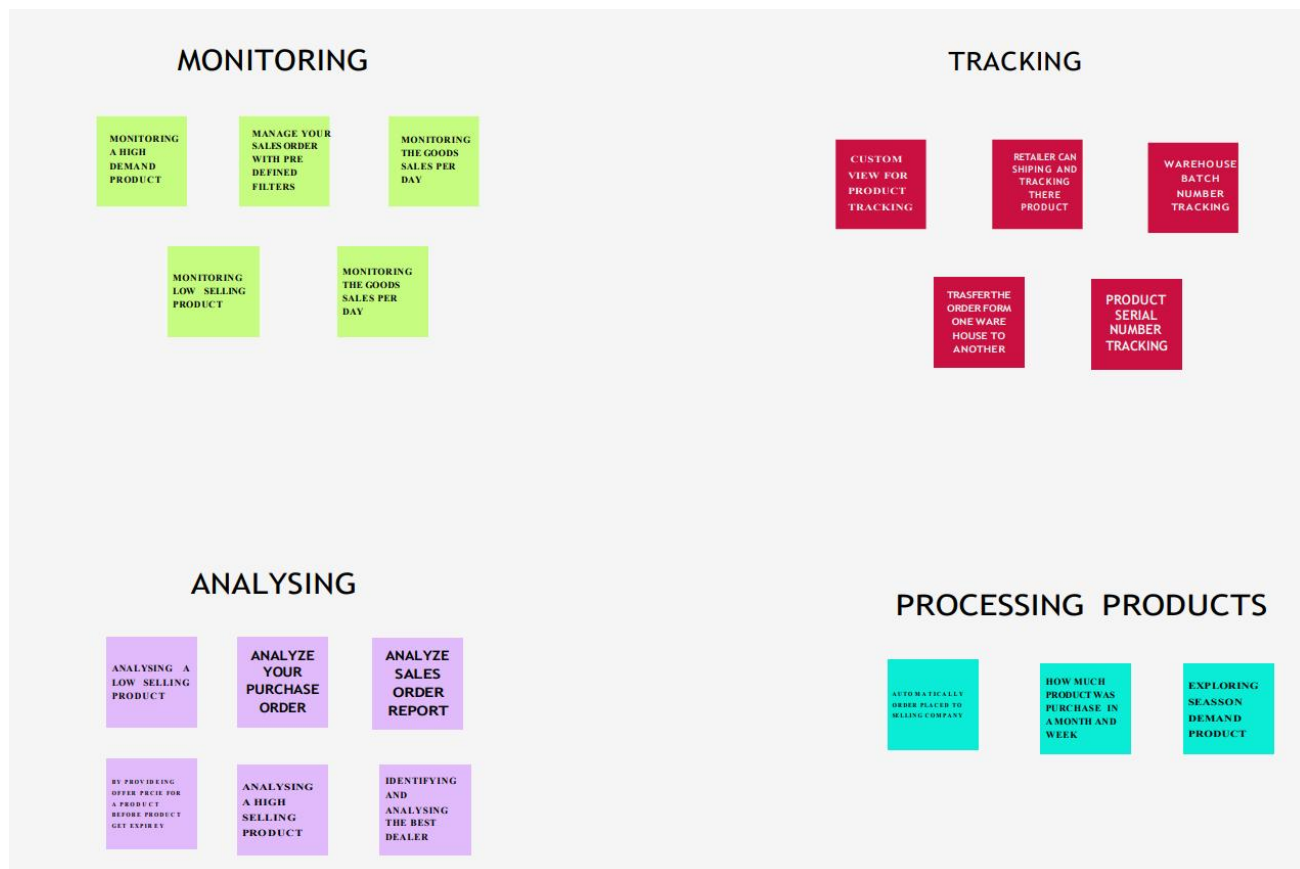 MONITORING
MONITORING
A HIGH
DEMAND
PRODUCT
MANAGE YOUR
SALES ORDER
WITH PRE
DEFINED
FILTERS
MONITORING
THE GOODS
SALES PER
DAY
MONITORING
LOW SELLING
PRODUCT
MONITORING
THE GOODS
SALES PER
DAY
TRACKING
CUSTOM
VIEW FOR
PRODUCT
TRACKING
RETAILER CAN
SHIPING AND
TRACKING
THERE
PRODUCT
WAREHOUSE
BATCH
NUMBER
TRACKING
TRASFERTHE
ORDER FORM
ONE WARE
HOUSE TO
ANOTHER
PRODUCT
SERIAL
NUMBER
TRACKING
ANALYSING
ANALYSING A
LOW SELLING
PRODUCT
ANALYZE
YOUR
PURCHASE
ORDER
ANALYZE
SALES
ORDER
REPORT
BY PROVIDEING
OFFER PRCIE FOR
A PRODUCT
BEFORE PRODUCT
GET EXPIREY
ANALYSING
A HIGH
SELLING
PRODUCT
IDENTIFYING
AND
ANALYSING
THE BEST
DEALER
PROCESSING PRODUCTS
AUTOMATICALLY
ORDER PLACED TO
SELLING COMPANY
HOW MUCH
PRODUCT WAS
PURCHASE IN
A MONTH AND
WEEK
EXPLORING
SEASSON
DEMAND
PRODUCT